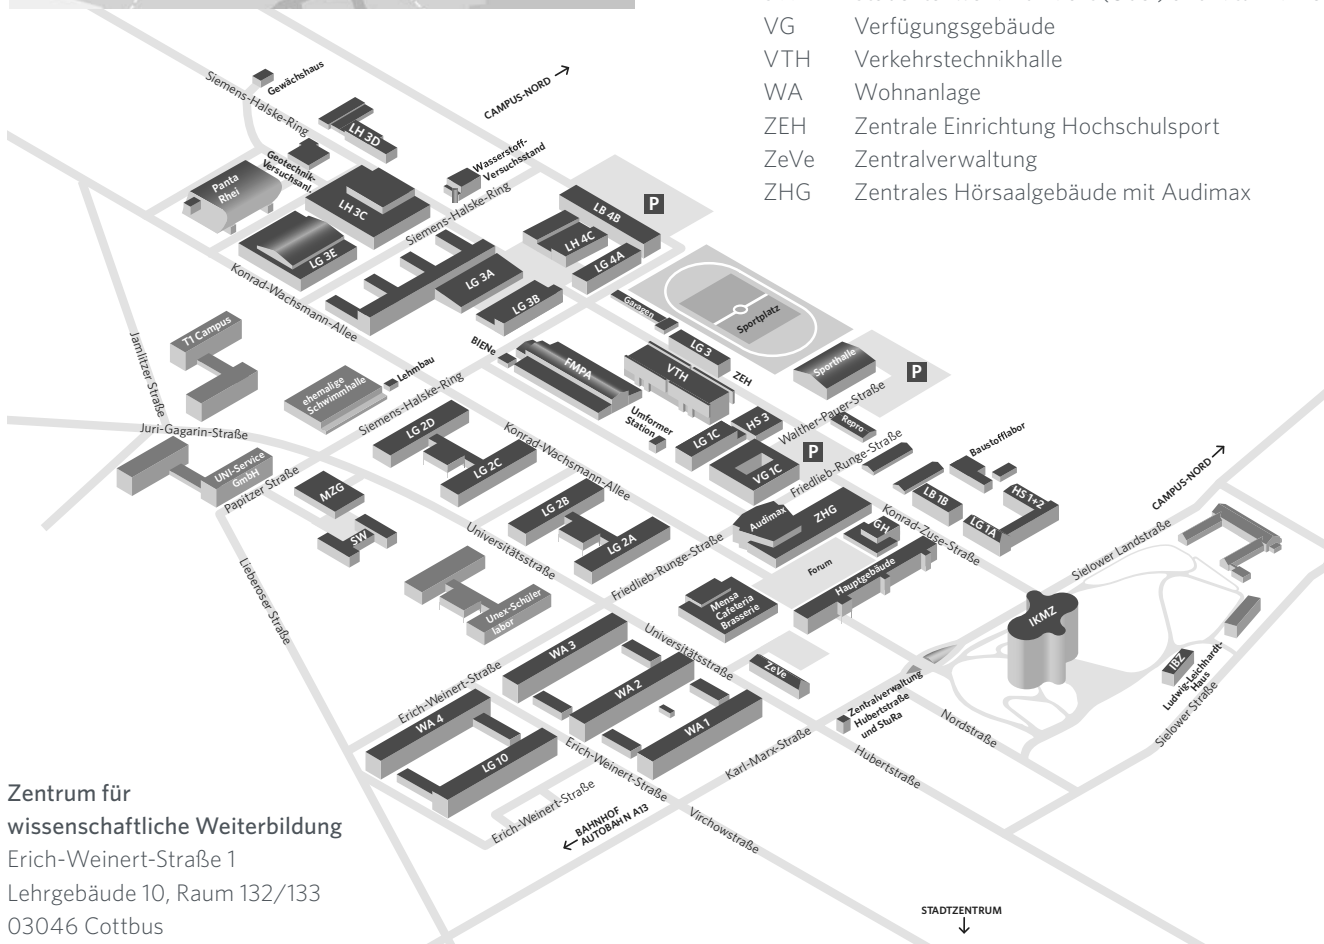 VG Verfügungsgebäude
VTH Verkehrstechnikhalle
WA Wohnanlage
ZEH Zentrale Einrichtung Hochschulsport
ZeVe Zentralverwaltung
ZHG Zentrales Hörsaalgebäude mit Audimax
Gewächshaus
Siemens-Halske-Ring
CAMPUS-NORD
LH 3D
Geotechnik-
Versuchsanl.
Wasserstoff-
Versuchsstand
Panta
Rhei
LH 3C
Siemens-Halske-Ring
LB 4B
P
LH 4C
LG 4A
LG 3E
LG 3A
LG 3B
Konrad-Wachsmann-Allee
Garagen
Sportplatz
T1 Campus
Jamlitzer Straße
BIENe
FMPA
LG 3
VTH
ZEH
Sporthalle
P
Lehmbau
ehemalige
Schwimmhalle
Siemens-Halske-Ring
Walther-Pauer-Straße
Umformer
Station
LG 1C
HS 3
Repro
Juri-Gagarin-Straße
LG 2D
LG 2C
Konrad-Wachsmann-Allee
VG 1C
P
Friedlieb-Runge-Straße
Baustofflabor
CAMPUS-NORD
UNI-Service
GmbH
Papitzer Straße
MZG
SW
LG 2B
LG 2A
Universitätsstraße
Audimax
ZHG
GH
LB 1B
LG 1A
HS 1+2
Konrad-Zuse-Straße
Sielower Landstraße
Lieberoser Straße
Friedlieb-Runge-Straße
Forum
Hauptgebäude
Mensa
Cafeteria
Brasserie
Unex-Schüler
labor
IKMZ
WA 3
Universitätsstraße
ZeVe
IBZ
Ludwig-Leichhardt-
Haus
Sielower Straße
Erich-Weinert-Straße
WA 2
WA 4
WA 1
LG 10
Zentralverwaltung
Hubertstraße
und StuRa
Nordstraße
Karl-Marx-Straße
Hubertstraße
Erich-Weinert-Straße
Erich-Weinert-Straße
BAHNHOF
AUTOBAHN A13
Virchowstraße
STADTZENTRUM
Zentrum für
wissenschaftliche Weiterbildung
Erich-Weinert-Straße 1
Lehrgebäude 10, Raum 132/133
03046 Cottbus